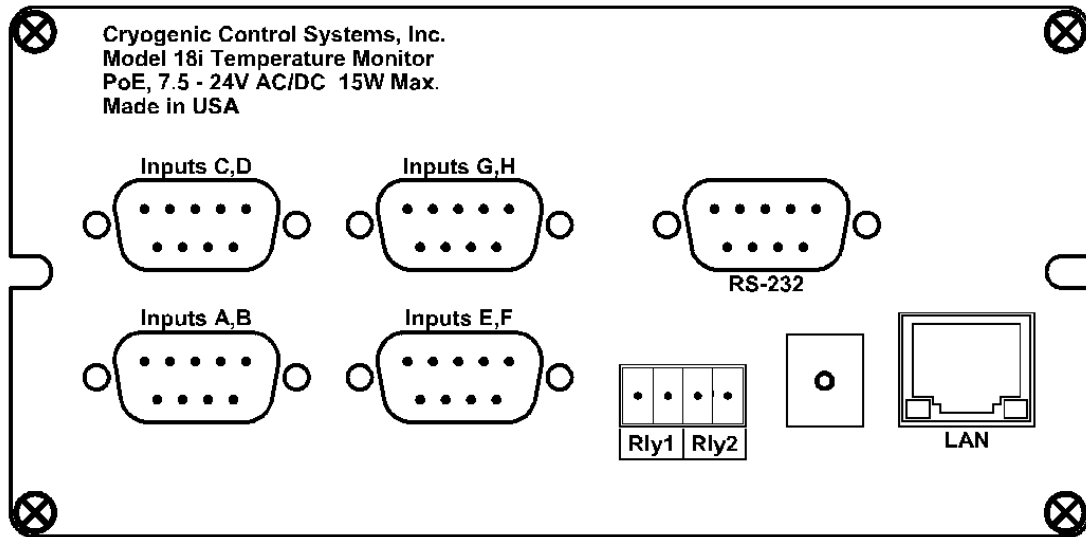 Cryogenic Control Systems, Inc.
Model 18i Temperature Monitor
PoE, 7.5 - 24V AC/DC  15W Max.
Made in USA
Inputs C,D
Inputs G,H
RS-232
Inputs A,B
Inputs E,F
Rly1
Rly2
LAN